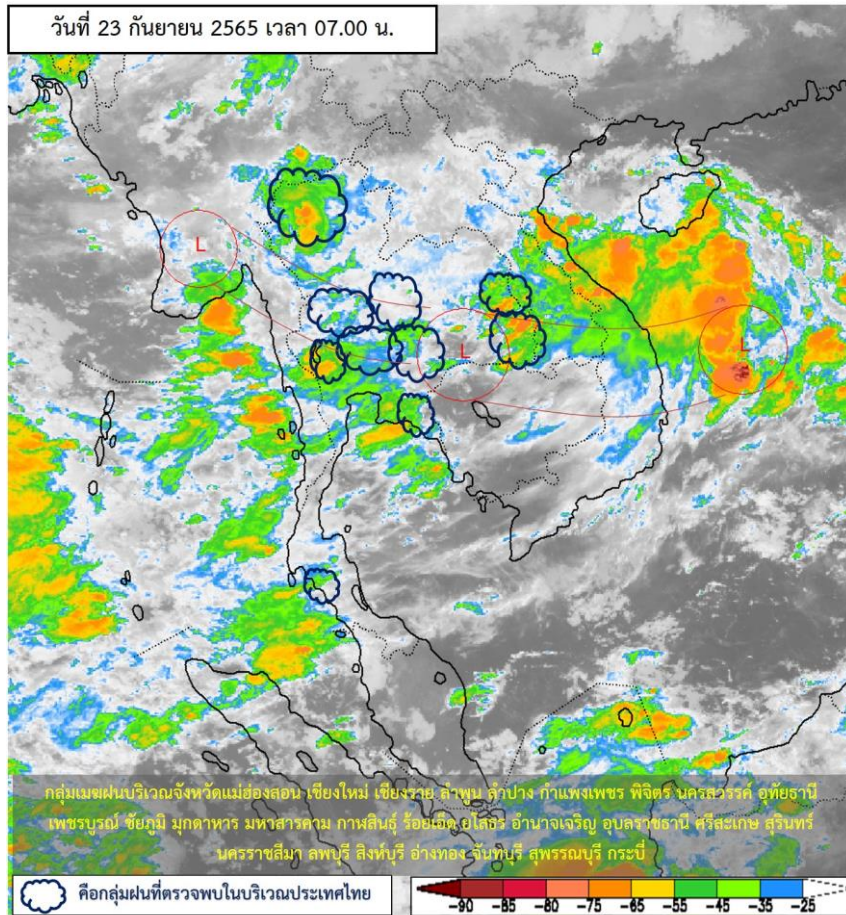 วันที่ 23 กันยายน 2565 เวลา 07.00 น.
L
L
L
กลุ่มเมฆฝนบริเวณจังหวัดแม่ฮ่องสอน เชียงใหม่ เชียงราย ลำพูน ลำปาง กำแพงเพชร พิจิตร นครสวรรค์ อุทัยธานี
เพชรบูรณ์ ชัยภูมิ มุกดาหาร มหาสารคาม กาฬสินธุ์ ร้อยเอ็ด ยโสธร อำนาจเจริญ อุบลราชธานี ศรีสะเกษ สุรินทร์
นครราชสีมา ลพบุรี สิงห์บุรี อ่างทอง จันทบุรี สุพรรณบุรี กระบี่
คือกลุ่มฝนที่ตรวจพบในบริเวณประเทศไทย
-90 -85 -80 -75 -65 -55 -45 -35 -25